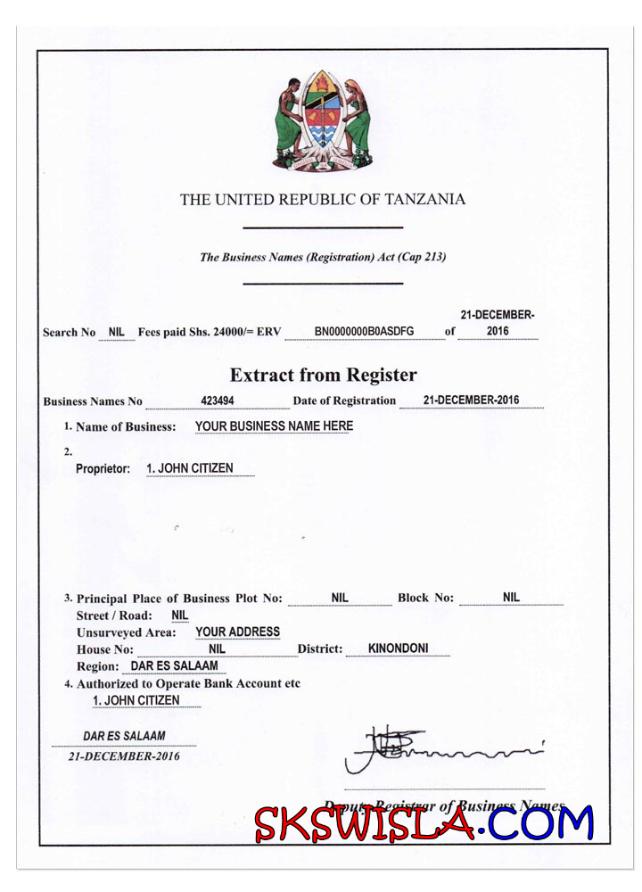 THE UNITED REPUBLIC OF TANZANIA
The Business Names (Registration) Act (Cap 213)
21-DECEMBER-
Search No NIL Fees paid Shs. 24000/= ERV BN0000000B0ASDFG of 2016
Extract from Register
Business Names No 423494 Date of Registration 21-DECEMBER-2016
1. Name of Business: YOUR BUSINESS NAME HERE
2.
Proprietor: 1. JOHN CITIZEN
3. Principal Place of Business Plot No: NIL Block No: NIL
Street / Road: NIL
Unsurveyed Area: YOUR ADDRESS
House No: NIL District: KINONDONI
Region: DAR ES SALAAM
4. Authorized to Operate Bank Account etc
1. JOHN CITIZEN
DAR ES SALAAM
21-DECEMBER-2016
Deputy Registrar of Business Names
SKSWISLA.COM